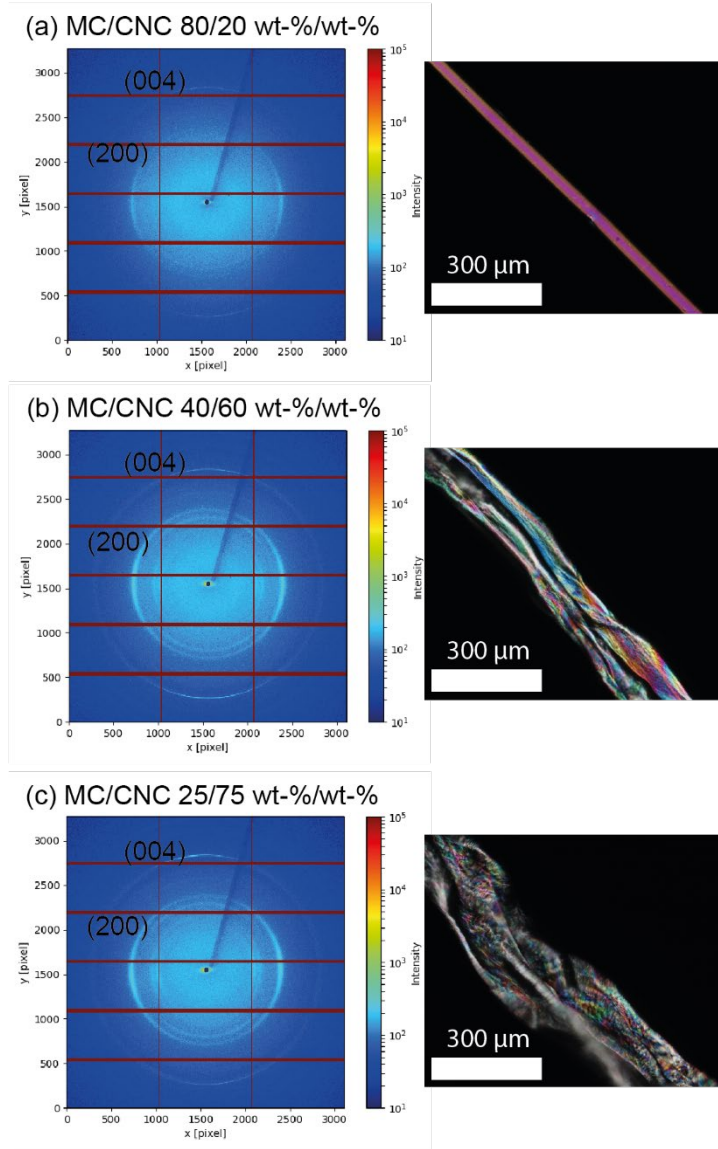 (a) MC/CNC 80/20 wt-%/wt-%
(004)
(200)
3000
2500
2000
1500
1000
500
0
y [pixel]
0 500 1000 1500 2000 2500 3000
x [pixel]
10^5
10^4
10^3
10^2
10^1
Intensity
300 µm
(b) MC/CNC 40/60 wt-%/wt-%
(004)
(200)
3000
2500
2000
1500
1000
500
0
y [pixel]
0 500 1000 1500 2000 2500 3000
x [pixel]
10^5
10^4
10^3
10^2
10^1
Intensity
300 µm
(c) MC/CNC 25/75 wt-%/wt-%
(004)
(200)
3000
2500
2000
1500
1000
500
0
y [pixel]
0 500 1000 1500 2000 2500 3000
x [pixel]
10^5
10^4
10^3
10^2
10^1
Intensity
300 µm